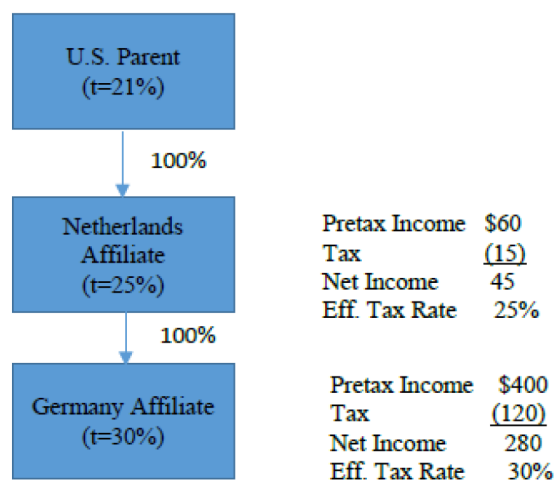 U.S. Parent
(t=21%)
100%
Netherlands
Affiliate
(t=25%)
Pretax Income $60
Tax (15)
Net Income 45
Eff. Tax Rate 25%
100%
Germany Affiliate
(t=30%)
Pretax Income $400
Tax (120)
Net Income 280
Eff. Tax Rate 30%